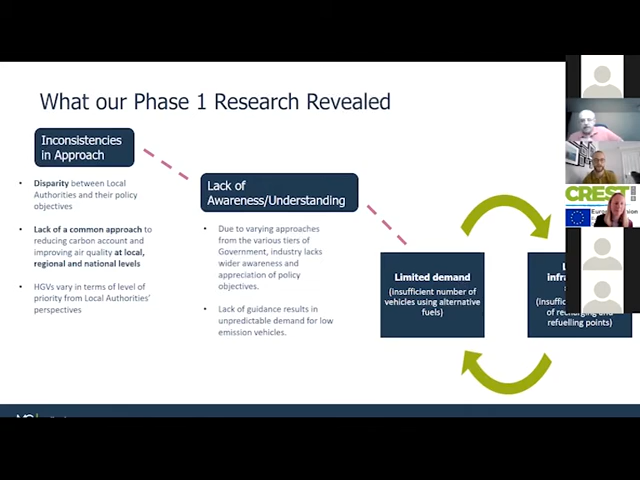 What our Phase 1 Research Revealed
Inconsistencies
in Approach
• Disparity between Local
Authorities and their policy
objectives
• Lack of a common approach to
reducing carbon account and
improving air quality at local,
regional and national levels
• HGVs vary in terms of level of
priority from Local Authorities'
perspectives
Lack of
Awareness/Understanding
• Due to varying approaches
from the various tiers of
Government, industry lacks
wider awareness and
appreciation of policy
objectives.
• Lack of guidance results in
unpredictable demand for low
emission vehicles.
Limited demand
(insufficient number of
vehicles using alternative
fuels)
of recharging and
refuelling points)
CREST